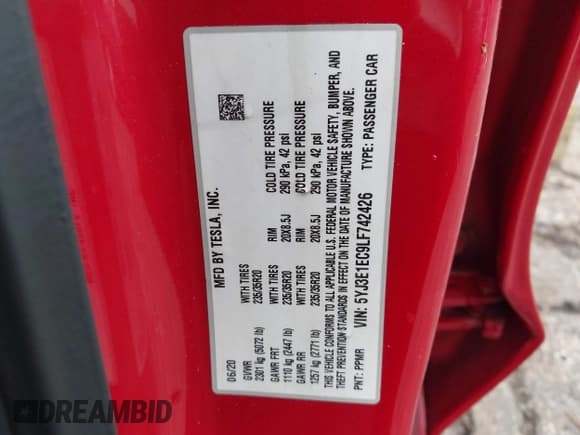 MFD BY TESLA, INC.
06/20
GVWR WITH TIRES RIM COLD TIRE PRESSURE
2301 kg (5072 lb) 235/35R20 20X8.5J 290 kPa, 42 psi
GAWR FRT WITH TIRES RIM COLD TIRE PRESSURE
1110 kg (2447 lb) 235/35R20 20X8.5J 290 kPa, 42 psi
GAWR RR WITH TIRES
1257 kg (2771 lb) 235/35R20 20X8.5J 290 kPa, 42 psi
THIS VEHICLE CONFORMS TO ALL APPLICABLE U.S. FEDERAL MOTOR VEHICLE SAFETY, BUMPER, AND
THEFT PREVENTION STANDARDS IN EFFECT ON THE DATE OF MANUFACTURE SHOWN ABOVE.
VIN: 5YJ3E1EC9LF742426
PNT: PPMR TYPE: PASSENGER CAR
DREAMBID